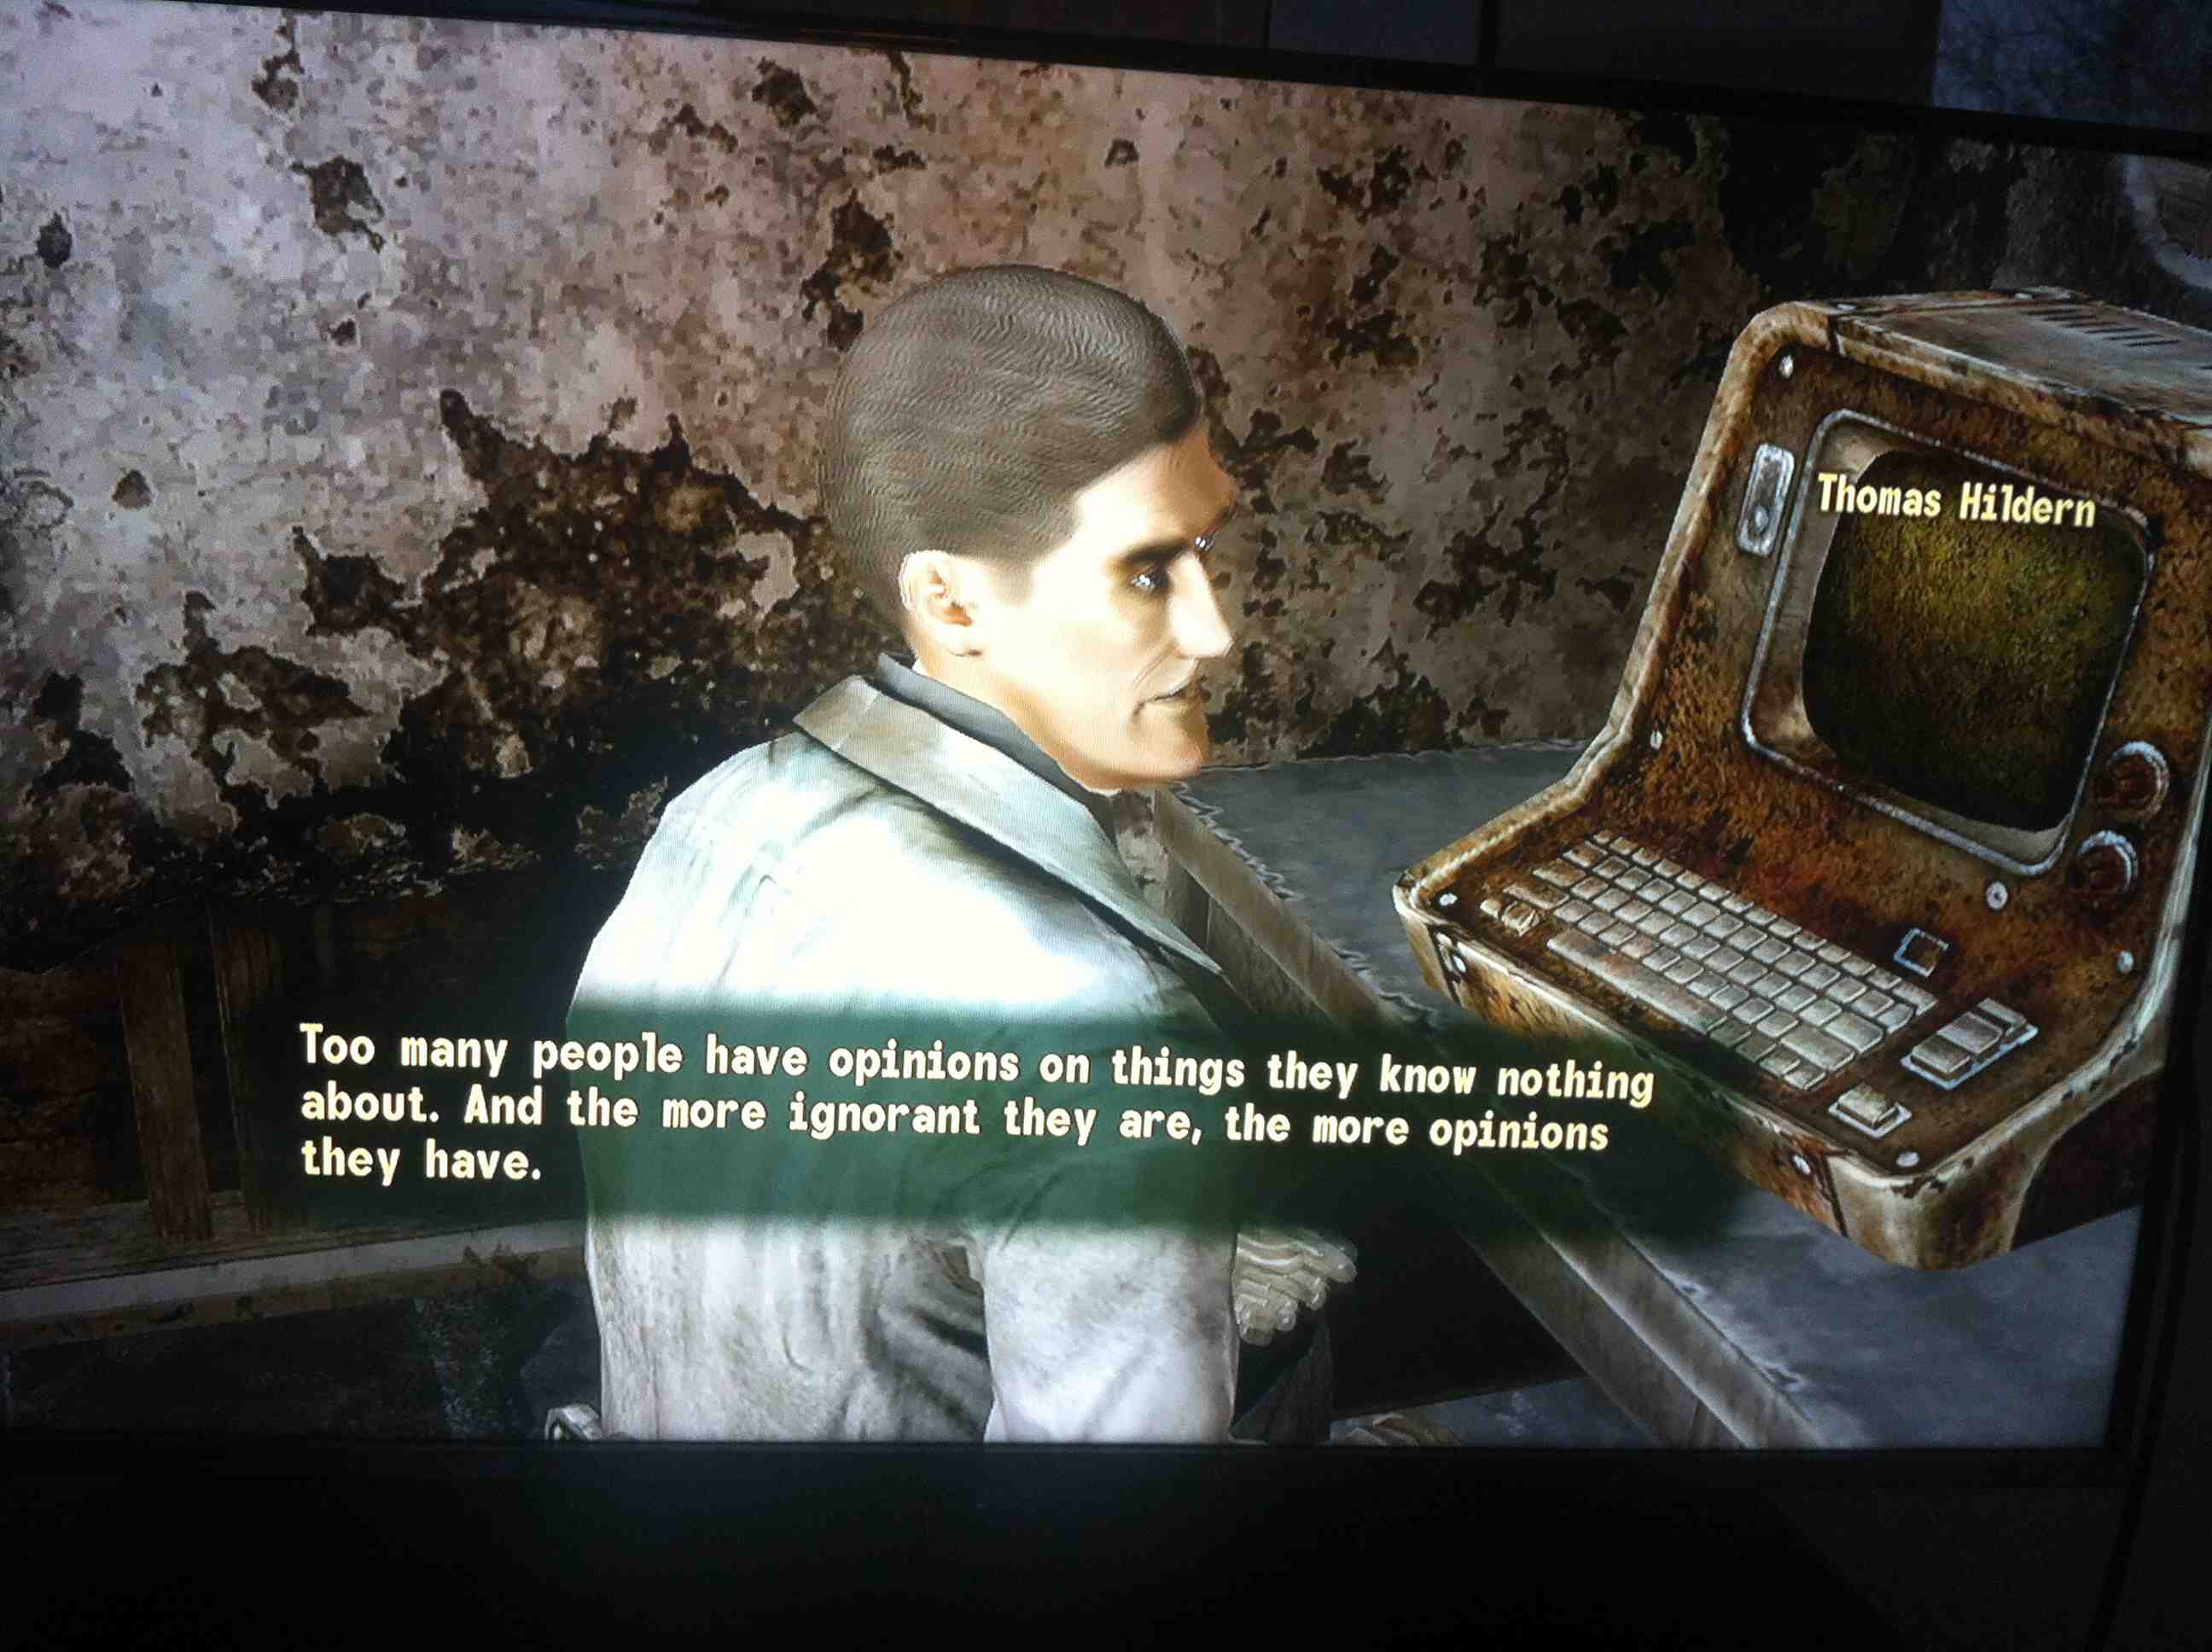 Thomas Hildern
Too many people have opinions on things they know nothing
about. And the more ignorant they are, the more opinions
they have.